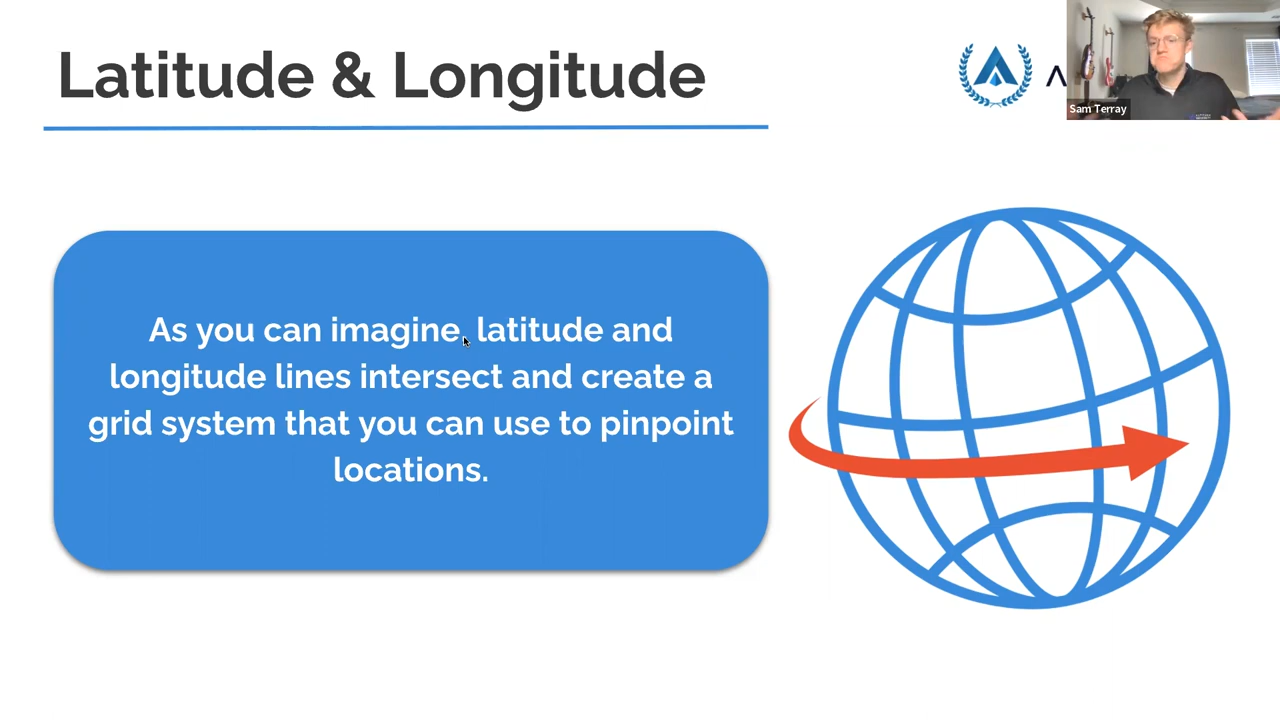 Latitude & Longitude
Sam Terray
As you can imagine, latitude and
longitude lines intersect and create a
grid system that you can use to pinpoint
locations.